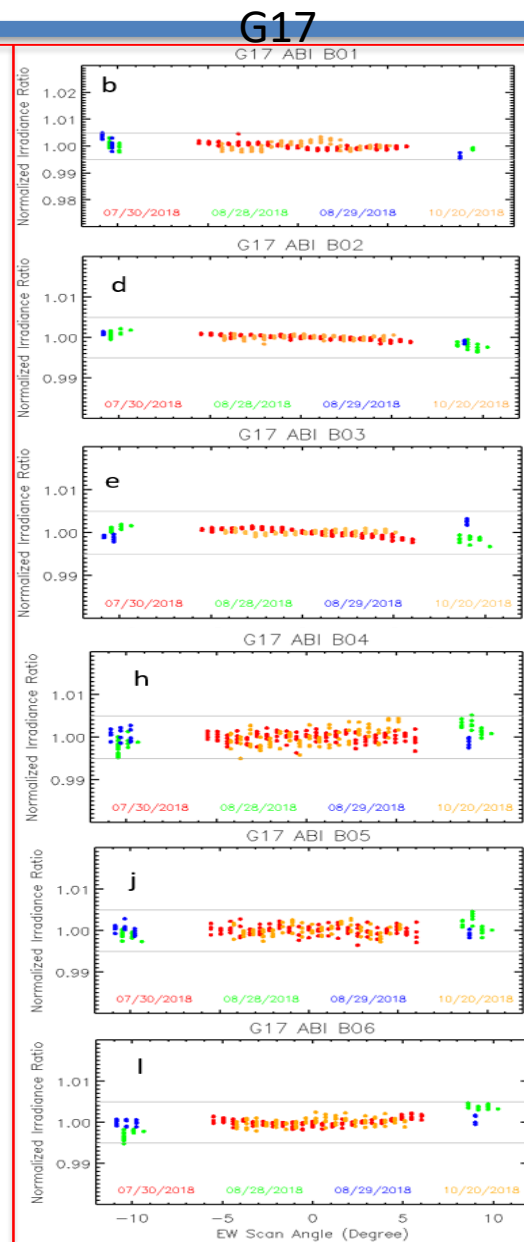 G17
G17 ABI B01
b
Normalized Irradiance Ratio
1.02
1.01
1.00
0.99
0.98
07/30/2018 08/28/2018 08/29/2018 10/20/2018
G17 ABI B02
d
Normalized Irradiance Ratio
1.01
1.00
0.99
07/30/2018 08/28/2018 08/29/2018 10/20/2018
G17 ABI B03
e
Normalized Irradiance Ratio
1.01
1.00
0.99
07/30/2018 08/28/2018 08/29/2018 10/20/2018
G17 ABI B04
h
Normalized Irradiance Ratio
1.01
1.00
0.99
07/30/2018 08/28/2018 08/29/2018 10/20/2018
G17 ABI B05
j
Normalized Irradiance Ratio
1.01
1.00
0.99
07/30/2018 08/28/2018 08/29/2018 10/20/2018
G17 ABI B06
l
Normalized Irradiance Ratio
1.01
1.00
0.99
07/30/2018 08/28/2018 08/29/2018 10/20/2018
−10 −5 0 5 10
EW Scan Angle (Degree)